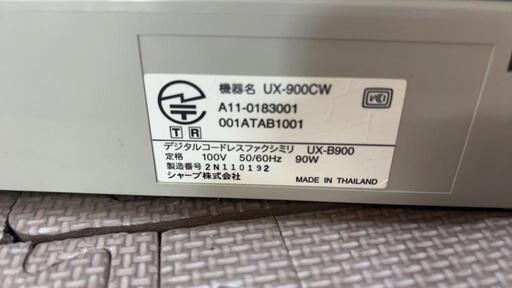 機器名 UX-900CW
A11-0183001
001ATAB1001
T R
VCCI
デジタルコードレスファクシミリ UX-B900
定格 100V 50/60Hz 90W
製造番号 2N110192
シャープ株式会社
MADE IN THAILAND